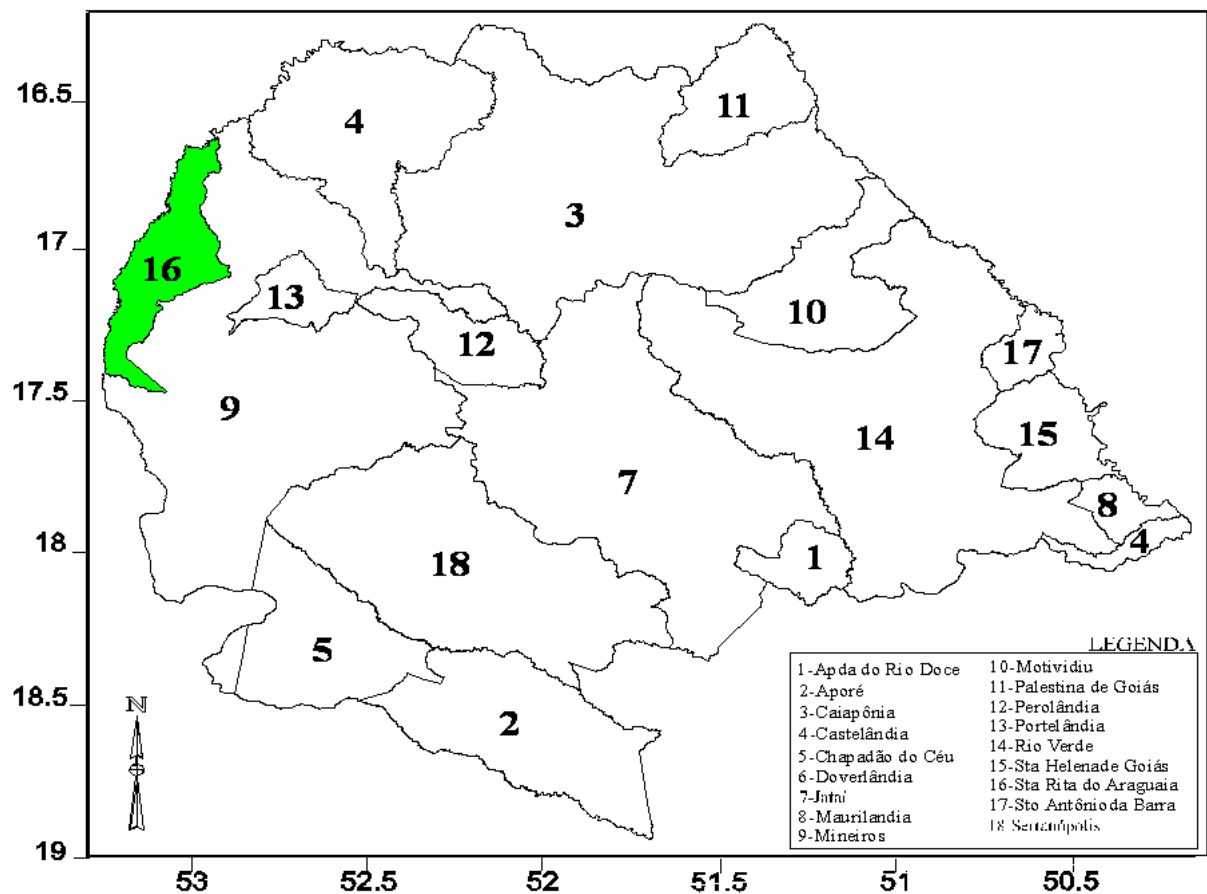 16.5
17
17.5
18
18.5
19
53
52.5
52
51.5
51
50.5
4
11
3
16
13
10
12
17
9
14
15
7
8
4
1
18
5
2
N
LEGENDA
1-Apda do Rio Doce
2-Aporé
3-Caiapônia
4-Castelândia
5-Chapadão do Céu
6-Doverlândia
7-Jataí
8-Maurilandia
9-Mineiros
10-Motividiu
11-Palestina de Goiás
12-Perolândia
13-Portelândia
14-Rio Verde
15-Sta Helena de Goiás
16-Sta Rita do Araguaia
17-Sto Antônio da Barra
18-Serranópolis